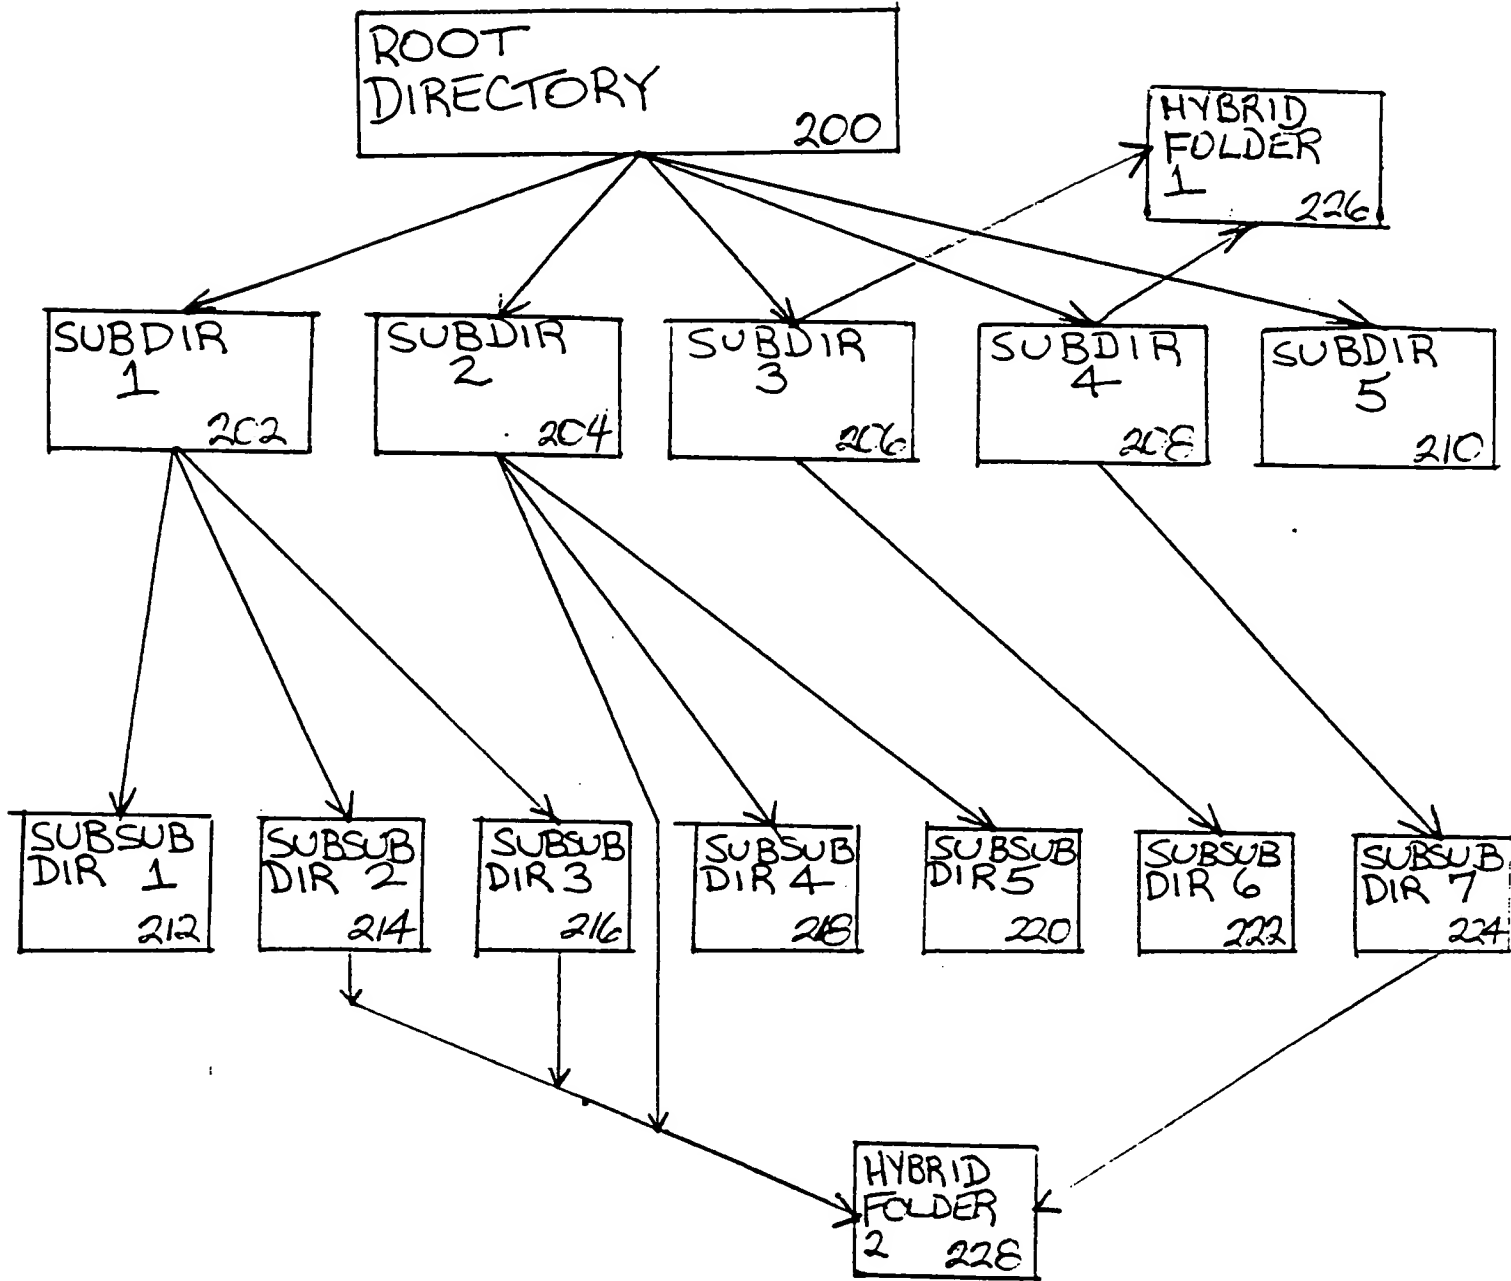 ROOT
DIRECTORY
200
HYBRID
FOLDER
1
226
SUBDIR
1
202
SUBDIR
2
204
SUBDIR
3
206
SUBDIR
4
208
SUBDIR
5
210
SUBSUB
DIR 1
212
SUBSUB
DIR 2
214
SUBSUB
DIR 3
216
SUBSUB
DIR 4
218
SUBSUB
DIR 5
220
SUBSUB
DIR 6
222
SUBSUB
DIR 7
224
HYBRID
FOLDER
2 228